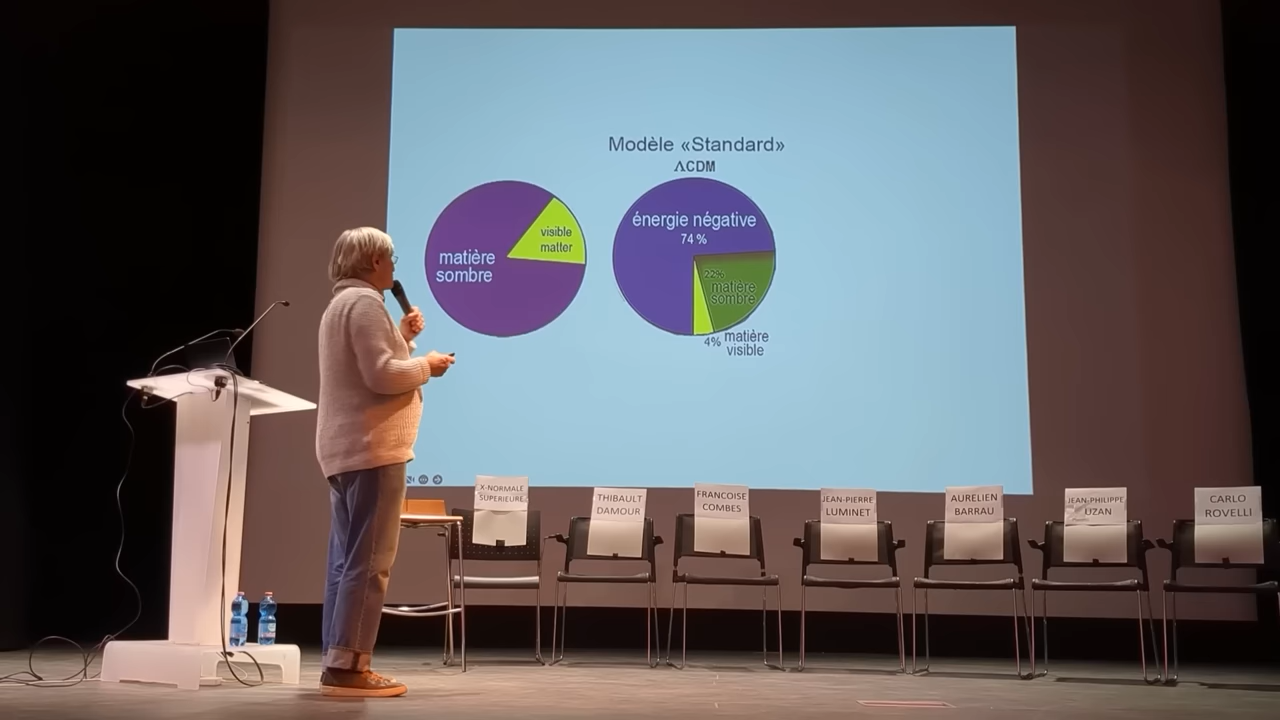 Modèle «Standard»
ΛCDM
matière
sombre
visible
matter
énergie négative
74 %
22%
matière
sombre
4%
matière
visible
X-NORMALE
SUPERIEURE
THIBAULT
DAMOUR
FRANCOISE
COMBES
JEAN-PIERRE
LUMINET
AURELIEN
BARRAU
JEAN-PHILIPPE
UZAN
CARLO
ROVELLI